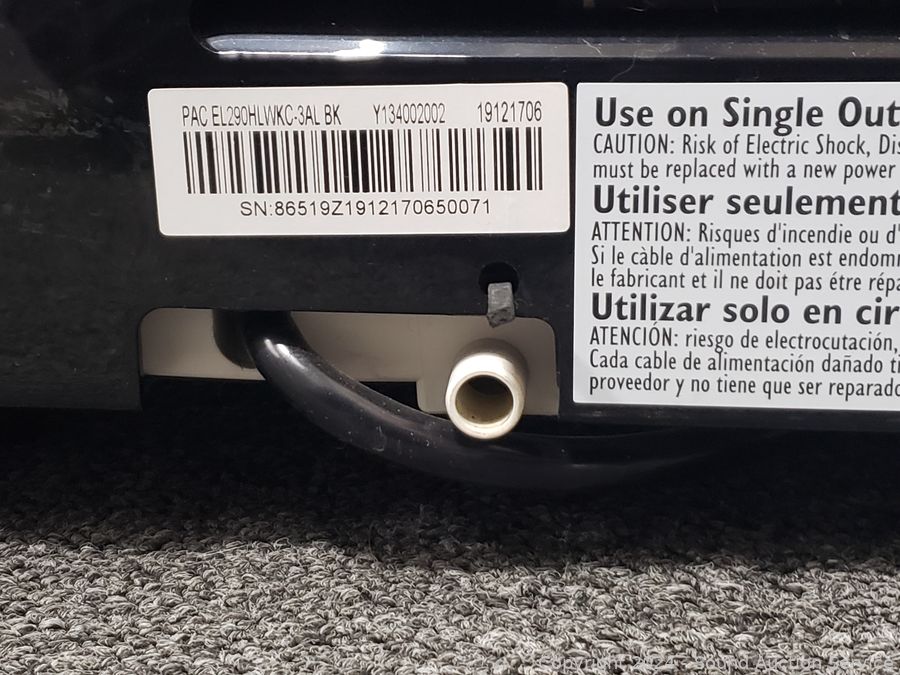 PAC EL290HLWKC-3AL BK Y134002002 19121706
SN:86519Z1912170650071
Use on Single Out
CAUTION: Risk of Electric Shock, Dis
must be replaced with a new power
Utiliser seulement
ATTENTION: Risques d'incendie ou d'
Si le càble d'alimentation est endomm
le fabricant et il ne doit pas étre répa
Utilizar solo en cir
ATENCIÓN: riesgo de electrocutación,
Cada cable de alimentación dañado ti
proveedor y no tiene que ser reparado
Copyright 2024 - Sound Auction Service